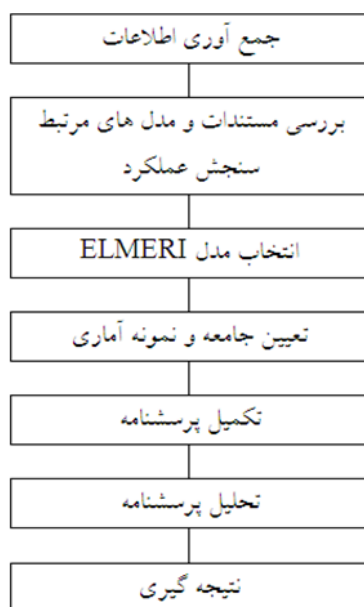 جمع آوری اطلاعات
بررسی مستندات و مدل های مرتبط
سنجش عملکرد
انتخاب مدل ELMERI
تعیین جامعه و نمونه آماری
تکمیل پرسشنامه
تحلیل پرسشنامه
نتیجه گیری